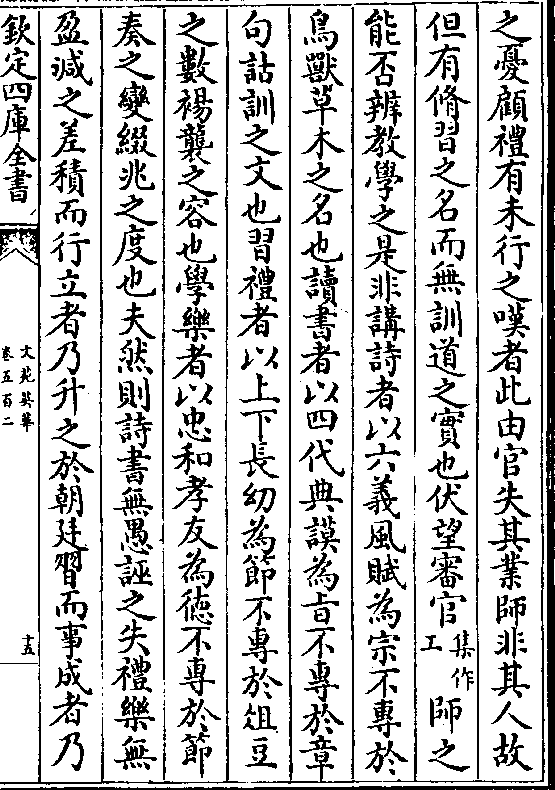 之憂顧禮有未行之嘆者此由官失其業師非其人故
但有脩習之名而無訓道之實也伏望審官集作工師之
能否辨教學之是非講詩者以六義風賦為宗不專於
鳥獸草木之名也讀書者以四代典謨為旨不專於章
句詁訓之文也習禮者以上下長幼為節不專於俎豆
之數裼襲之容也學樂者以忠和孝友為德不專於節
奏之變綴兆之度也夫然則詩書無愚誣之失禮樂無
盈減之差積而行立者乃升之於朝廷習而事成者乃
欽定四庫全書
文苑英華
卷五百二
十五